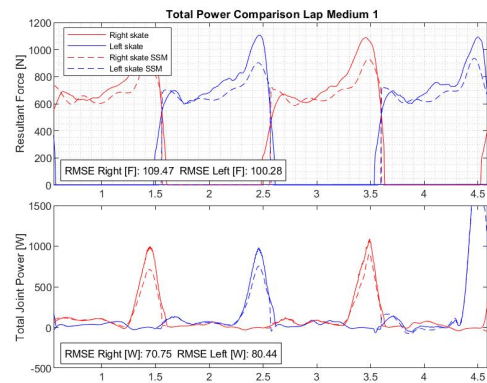 Total Power Comparison Lap Medium 1
1200
1000
800
600
400
200
0
Resultant Force [N]
Right skate
Left skate
Right skate SSM
Left skate SSM
RMSE Right [F]: 109.47 RMSE Left [F]: 100.28
1 1.5 2 2.5 3 3.5 4 4.5
1500
1000
500
0
-500
Total Joint Power [W]
RMSE Right [W]: 70.75 RMSE Left [W]: 80.44
1 1.5 2 2.5 3 3.5 4 4.5